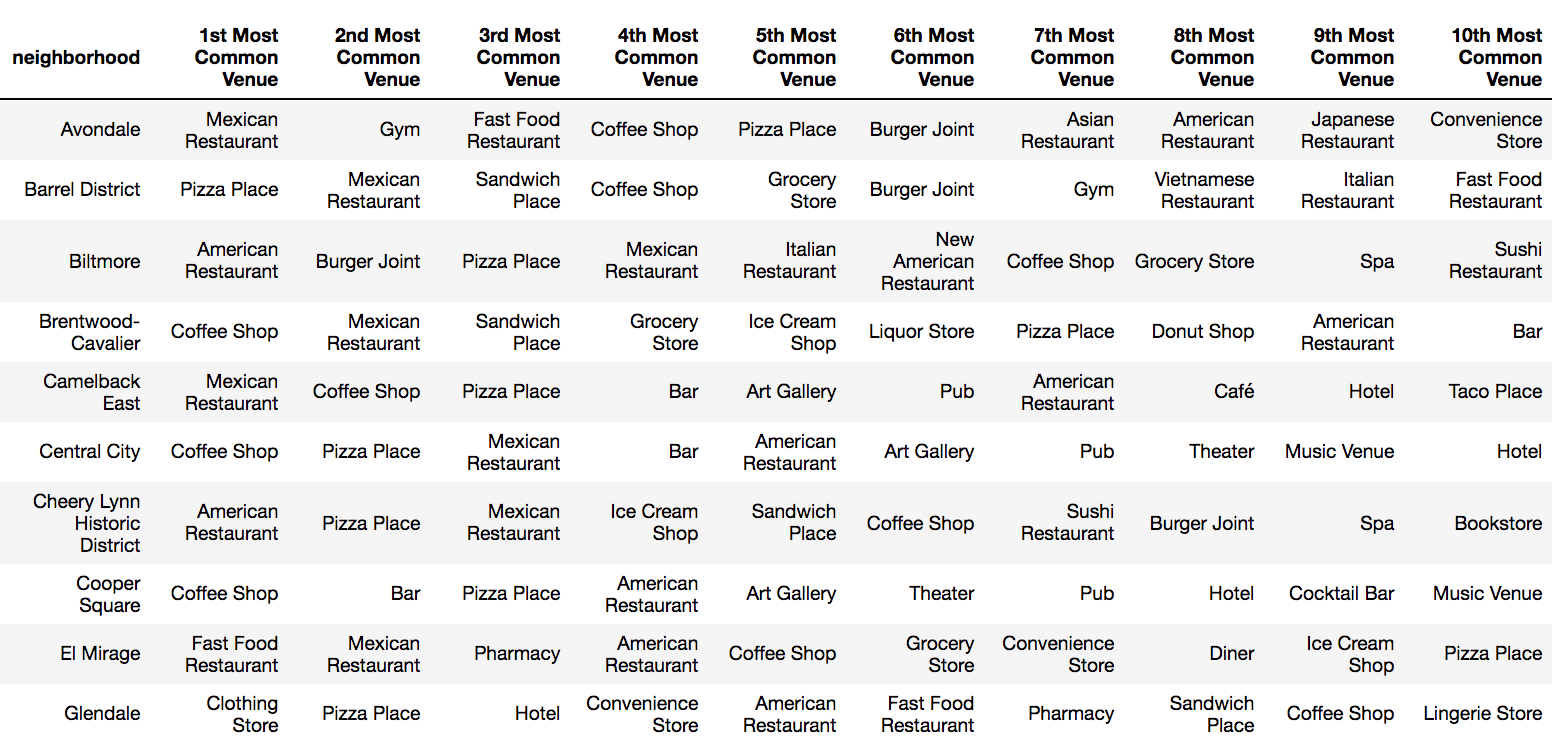 neighborhood 1st Most Common Venue 2nd Most Common Venue 3rd Most Common Venue 4th Most Common Venue 5th Most Common Venue 6th Most Common Venue 7th Most Common Venue 8th Most Common Venue 9th Most Common Venue 10th Most Common Venue
Avondale Mexican Restaurant Gym Fast Food Restaurant Coffee Shop Pizza Place Burger Joint Asian Restaurant American Restaurant Japanese Restaurant Convenience Store
Barrel District Pizza Place Mexican Restaurant Sandwich Place Coffee Shop Grocery Store Burger Joint Gym Vietnamese Restaurant Italian Restaurant Fast Food Restaurant
Biltmore American Restaurant Burger Joint Pizza Place Mexican Restaurant Italian Restaurant New American Restaurant Coffee Shop Grocery Store Spa Sushi Restaurant
Brentwood-Cavalier Coffee Shop Mexican Restaurant Sandwich Place Grocery Store Ice Cream Shop Liquor Store Pizza Place Donut Shop American Restaurant Bar
Camelback East Mexican Restaurant Coffee Shop Pizza Place Bar Art Gallery Pub American Restaurant Café Hotel Taco Place
Central City Coffee Shop Pizza Place Mexican Restaurant Bar American Restaurant Art Gallery Pub Theater Music Venue Hotel
Cheery Lynn Historic District American Restaurant Pizza Place Mexican Restaurant Ice Cream Shop Sandwich Place Coffee Shop Sushi Restaurant Burger Joint Spa Bookstore
Cooper Square Coffee Shop Bar Pizza Place American Restaurant Art Gallery Theater Pub Hotel Cocktail Bar Music Venue
El Mirage Fast Food Restaurant Mexican Restaurant Pharmacy American Restaurant Coffee Shop Grocery Store Convenience Store Diner Ice Cream Shop Pizza Place
Glendale Clothing Store Pizza Place Hotel Convenience Store American Restaurant Fast Food Restaurant Pharmacy Sandwich Place Coffee Shop Lingerie Store